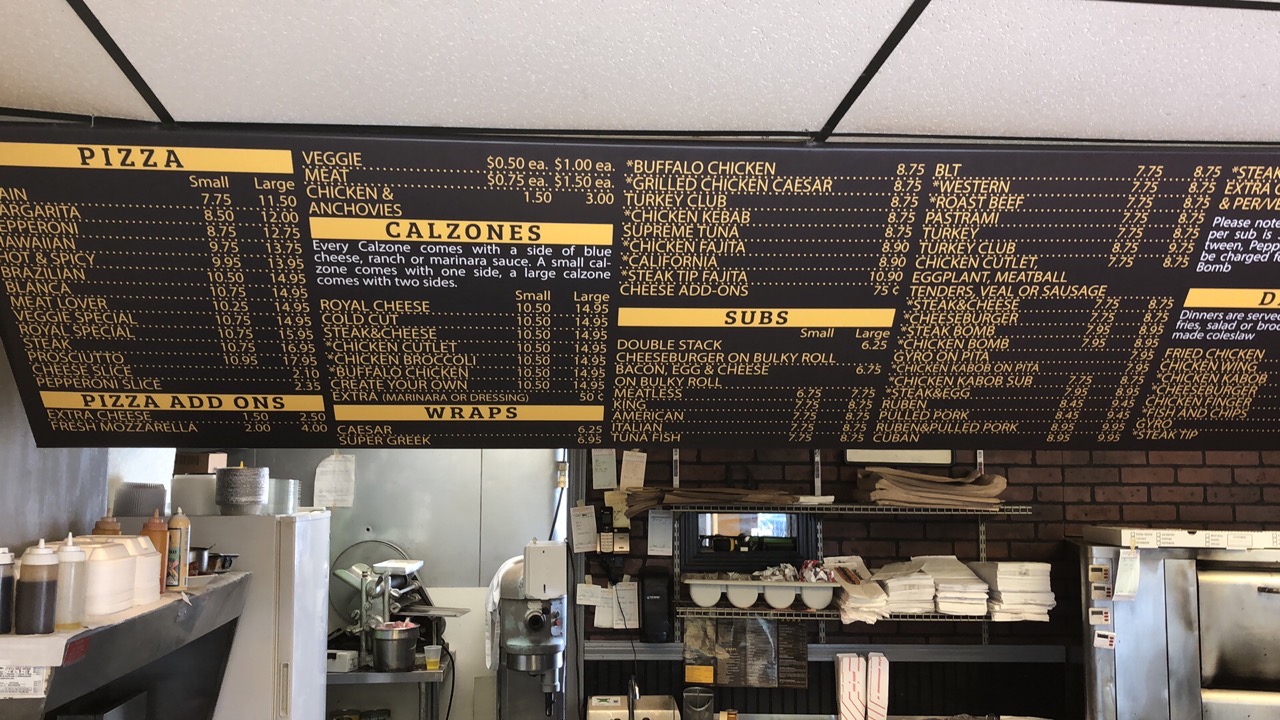 PIZZA
Small Large
AIN 7.75 11.50
ARGARITA 8.50 12.00
EPPERONI 8.75 12.75
HAWAIIAN 9.75 13.75
HOT & SPICY 9.95 13.95
BRAZILIAN 10.50 14.95
BLANCA 10.75 14.95
MEAT LOVER 10.25 14.95
VEGGIE SPECIAL 10.25 14.95
ROYAL SPECIAL 10.75 15.95
STEAK 10.75
PROSCIUTTO 10.95 17.95
CHEESE SLICE 2.10
PEPPERONI SLICE 2.35
PIZZA ADD ONS
EXTRA CHEESE 1.50 2.50
FRESH MOZZARELLA 2.00 4.00
VEGGIE $0.50 ea. $1.00 ea.
MEAT $0.75 ea. $1.50 ea.
CHICKEN & 1.50 3.00
ANCHOVIES
CALZONES
Every Calzone comes with a side of blue
cheese, ranch or marinara sauce. A small cal-
zone comes with one side, a large calzone
comes with two sides.
Small Large
ROYAL CHEESE 10.50 14.95
COLD CUT 10.50 14.95
STEAK&CHEESE 10.50 14.95
*CHICKEN CUTLET 10.50 14.95
*CHICKEN BROCCOLI 10.50 14.95
*BUFFALO CHICKEN 10.50 14.95
CREATE YOUR OWN 10.50 14.95
EXTRA (MARINARA OR DRESSING) 50 ¢
WRAPS
CAESAR 6.25
SUPER GREEK 6.95
*BUFFALO CHICKEN 8.75
*GRILLED CHICKEN CAESAR 8.75
TURKEY CLUB 8.75
*CHICKEN KEBAB 8.75
SUPREME TUNA 8.75
*CHICKEN FAJITA 8.90
*CALIFORNIA 8.90
*STEAK TIP FAJITA 10.90
CHEESE ADD-ONS 75 ¢
SUBS
Small Large
DOUBLE STACK 6.25
CHEESEBURGER ON BULKY ROLL
BACON, EGG & CHEESE 6.75
ON BULKY ROLL
MEATLESS 6.75 7.75
KING 7.75 8.75
AMERICAN 7.75 8.75
ITALIAN 7.75 8.75
TUNA FISH 7.75 8.75
BLT 7.75 8.75
*WESTERN 7.75 8.75
*ROAST BEEF 7.75 8.75
PASTRAMI 7.75 8.75
TURKEY 7.75 8.75
TURKEY CLUB 8.75 9.75
CHICKEN CUTLET, 7.75 8.75
EGGPLANT, MEATBALL
TENDERS, VEAL OR SAUSAGE
*STEAK&CHEESE 7.75 8.75
*CHEESEBURGER 7.75 8.75
*STEAK BOMB 7.95 8.95
*CHICKEN BOMB 7.95 8.95
GYRO ON PITA 7.95
*CHICKEN KABOB ON PITA 7.95
*CHICKEN KABOB SUB 7.75 8.75
*STEAK&EGG 7.95 8.95
RUBEN 8.45 9.45
PULLED PORK 8.45 9.45
RUBEN&PULLED PORK 8.95 9.95
CUBAN 8.95 9.95
*STEAK
EXTRA
& PER/VE
Please note
per sub is
tween, Pepp
be charged f
Bomb
D
Dinners are serve
fries, salad or bro
made coleslaw
FRIED CHICKEN
CHICKEN WING
*CHICKEN KABOB
*CHEESEBURGER
CHICKEN FINGER
FISH AND CHIPS
GYRO
*STEAK TIP